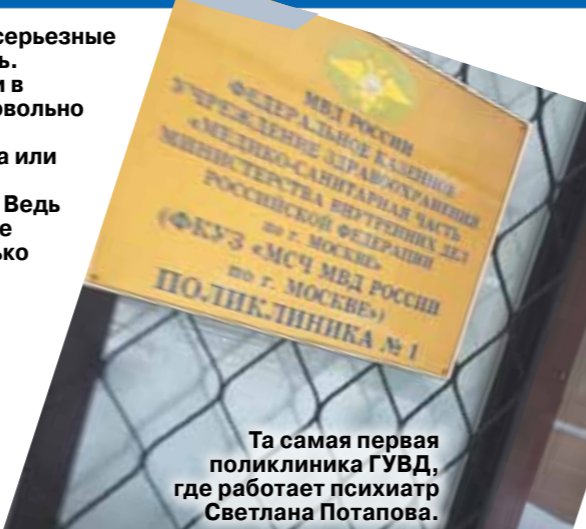 серьезные
ь.
и в
овольно
а или
Ведь
е
ько
МВД РОССИИ
ФЕДЕРАЛЬНОЕ КАЗЕННОЕ
УЧРЕЖДЕНИЕ ЗДРАВООХРАНЕНИЯ
«МЕДИКО-САНИТАРНАЯ ЧАСТЬ
МИНИСТЕРСТВА ВНУТРЕННИХ ДЕЛ
РОССИЙСКОЙ ФЕДЕРАЦИИ
по г. МОСКВЕ»
(ФКУЗ «МСЧ МВД РОССИИ
по г. МОСКВЕ»)
ПОЛИКЛИНИКА № 1
Та самая первая
поликлиника ГУВД,
где работает психиатр
Светлана Потапова.